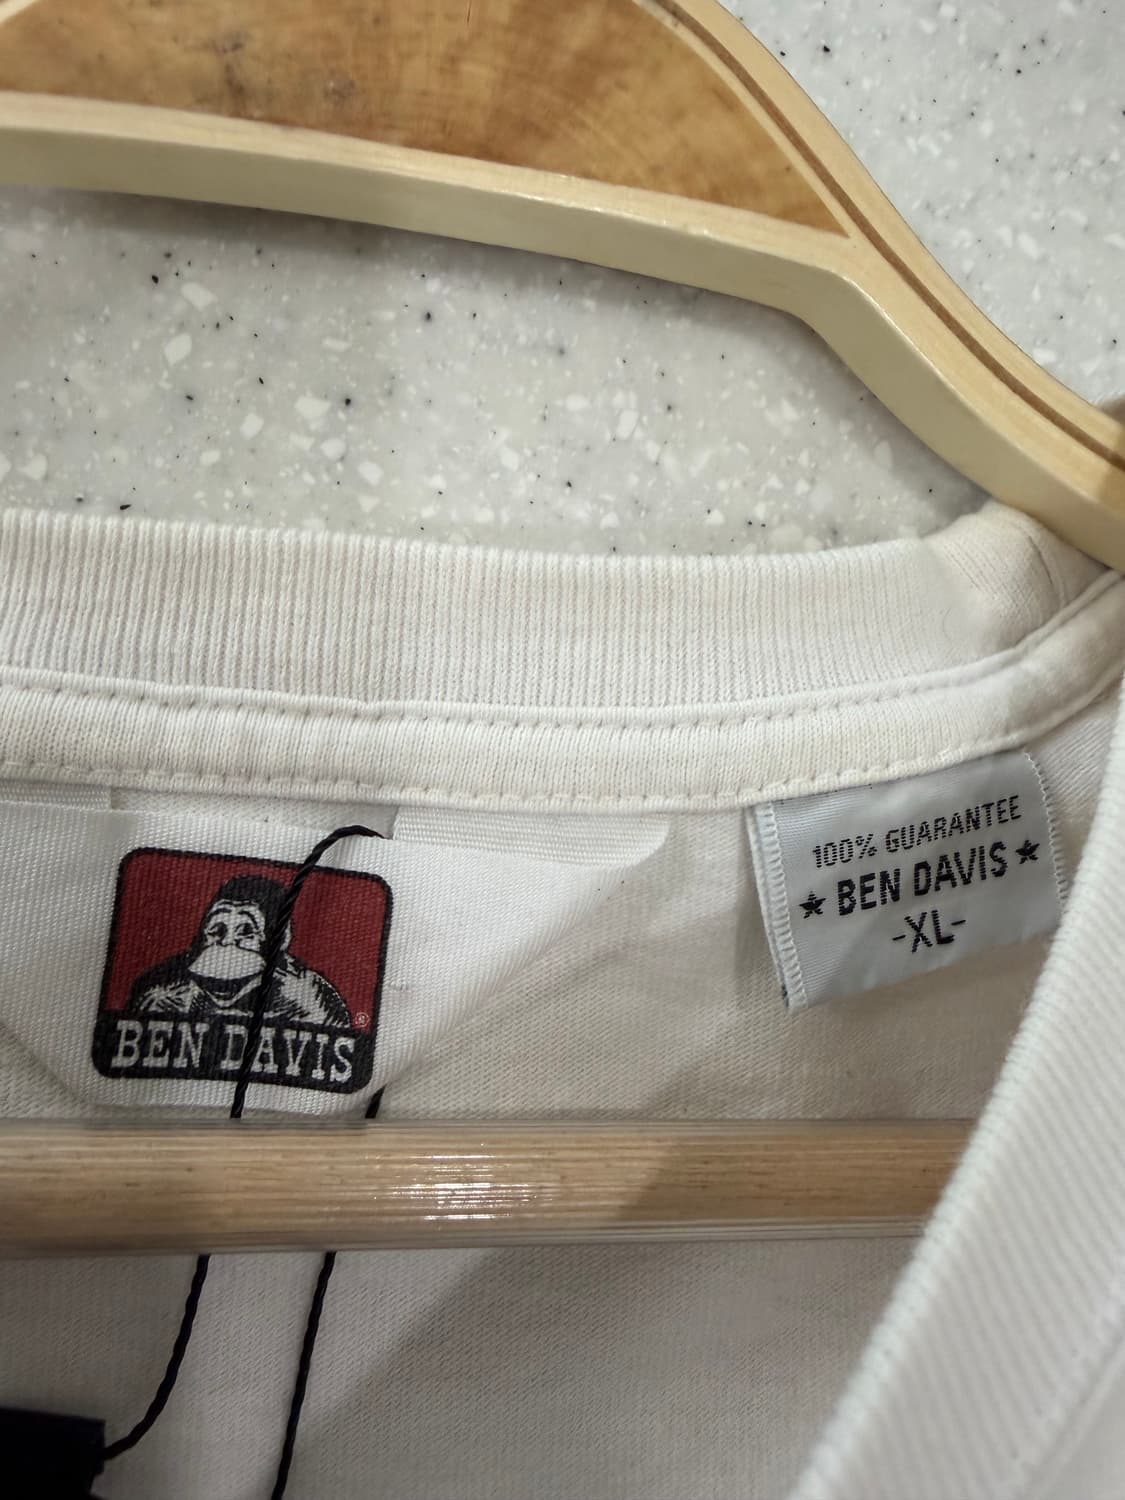 BEN DAVIS ®
100% GUARANTEE
★ BEN DAVIS ★
-XL-